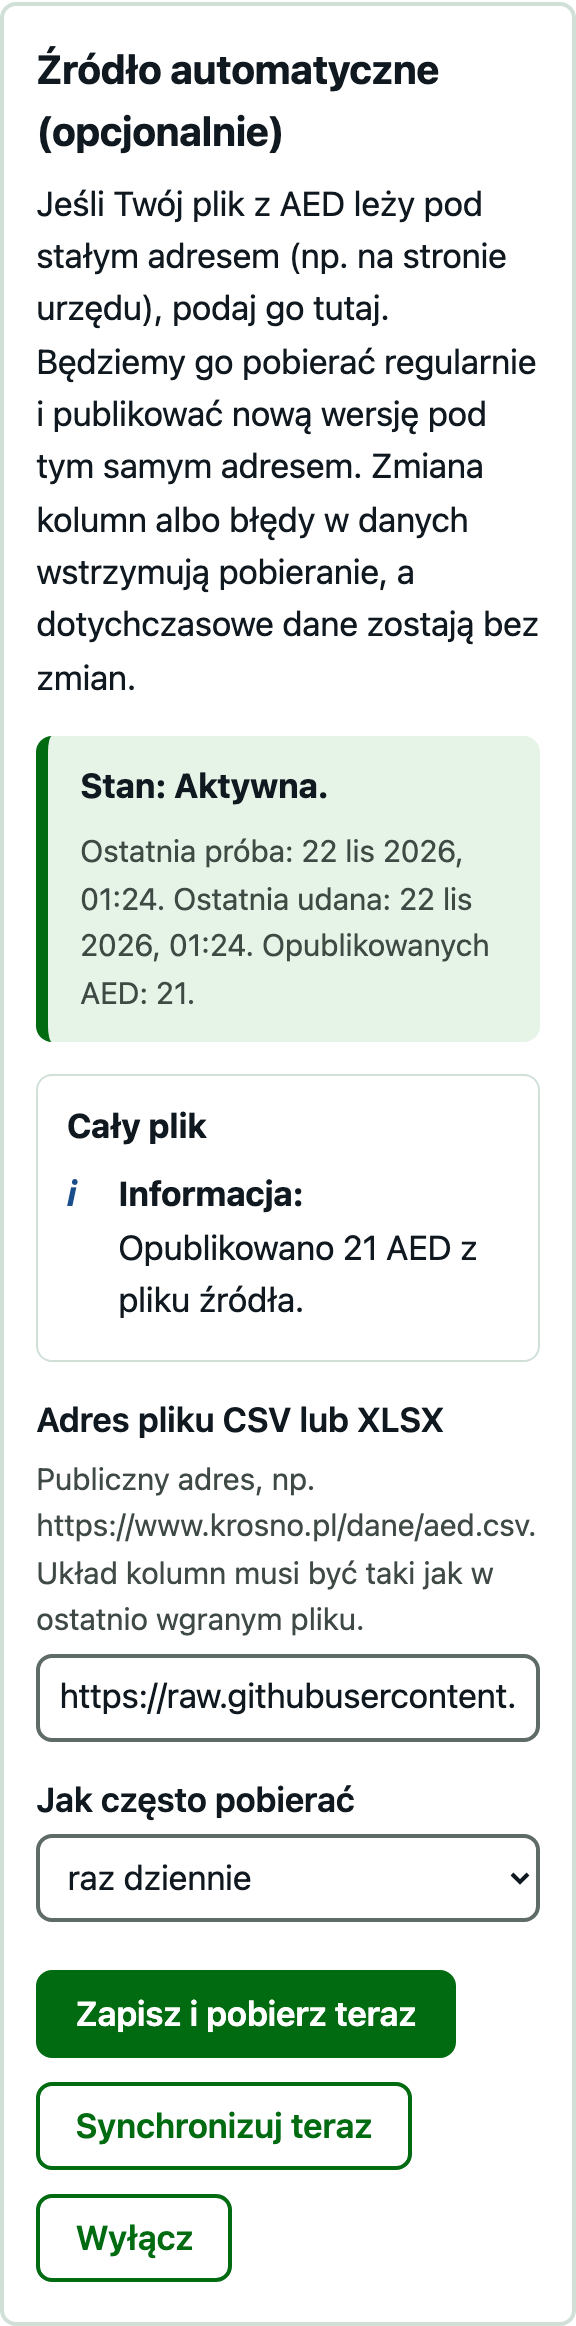 Źródło automatyczne
(opcjonalnie)
Jeśli Twój plik z AED leży pod
stałym adresem (np. na stronie
urzędu), podaj go tutaj.
Będziemy go pobierać regularnie
i publikować nową wersję pod
tym samym adresem. Zmiana
kolumn albo błędy w danych
wstrzymują pobieranie, a
dotychczasowe dane zostają bez
zmian.
Stan: Aktywna.
Ostatnia próba: 22 lis 2026,
01:24. Ostatnia udana: 22 lis
2026, 01:24. Opublikowanych
AED: 21.
Cały plik
i Informacja:
Opublikowano 21 AED z
pliku źródła.
Adres pliku CSV lub XLSX
Publiczny adres, np.
https://www.krosno.pl/dane/aed.csv.
Układ kolumn musi być taki jak w
ostatnio wgranym pliku.
https://raw.githubusercontent.
Jak często pobierać
raz dziennie
Zapisz i pobierz teraz
Synchronizuj teraz
Wyłącz